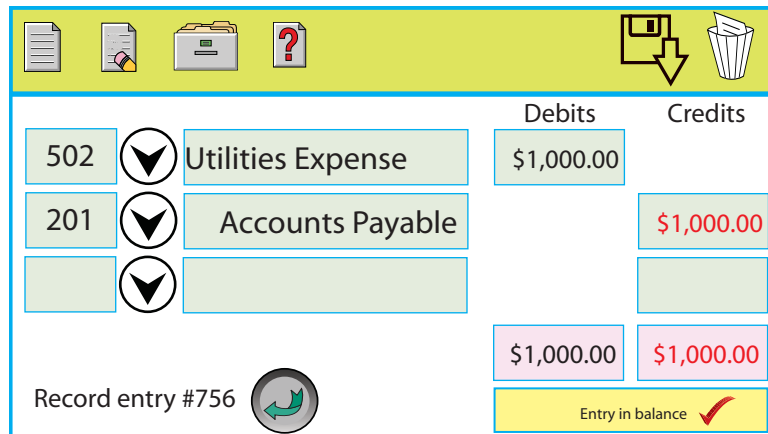 ?
Debits Credits
502 Utilities Expense $1,000.00
201 Accounts Payable $1,000.00
$1,000.00 $1,000.00
Record entry #756
Entry in balance